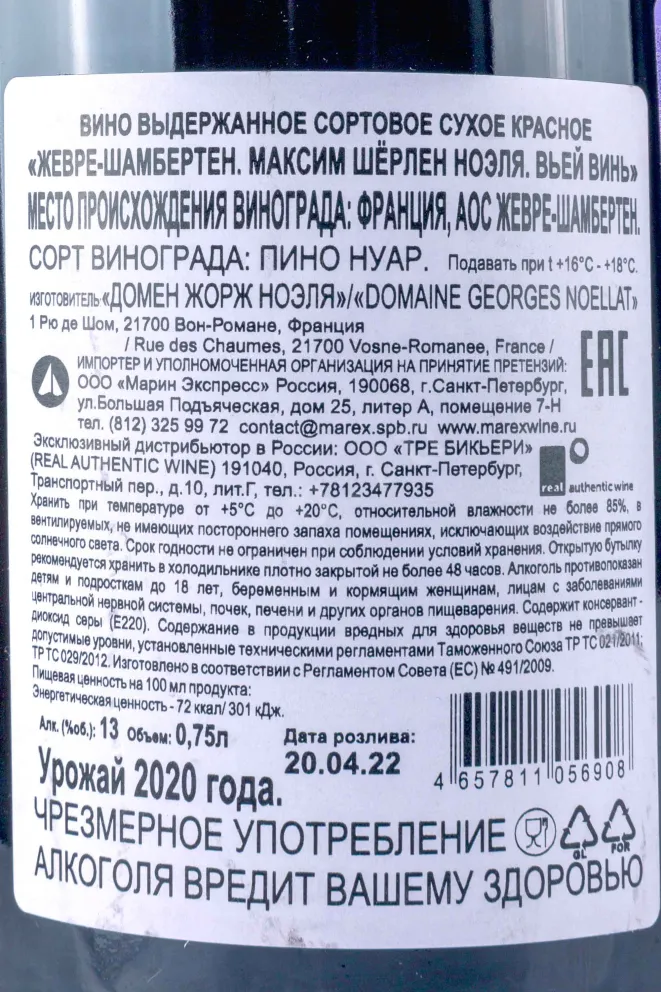 ВИНО ВЫДЕРЖАННОЕ СОРТОВОЕ СУХОЕ КРАСНОЕ
«ЖЕВРЕ-ШАМБЕРТЕН. МАКСИМ ШЁРЛЕН НОЭЛЯ. ВЬЕЙ ВИНЬ»
МЕСТО ПРОИСХОЖДЕНИЯ ВИНОГРАДА: ФРАНЦИЯ, АОС ЖЕВРЕ-ШАМБЕРТЕН.
СОРТ ВИНОГРАДА: ПИНО НУАР. Подавать при t +16°С - +18°С.
ИЗГОТОВИТЕЛЬ «ДОМЕН ЖОРЖ НОЭЛЯ»/«DOMAINE GEORGES NOELLAT»
1 Рю де Шом, 21700 Вон-Романе, Франция
/ Rue des Chaumes, 21700 Vosne-Romanee, France /
ИМПОРТЕР И УПОЛНОМОЧЕННАЯ ОРГАНИЗАЦИЯ НА ПРИНЯТИЕ ПРЕТЕНЗИЙ:
ООО «Марин Экспресс» Россия, 190068, г.Санкт-Петербург,
ул.Большая Подъяческая, дом 25, литер А, помещение 7-Н
тел. (812) 325 99 72 contact@marex.spb.ru www.marexwine.ru
EAC
Эксклюзивный дистрибьютор в России: ООО «ТРЕ БИКЬЕРИ»
(REAL AUTHENTIC WINE) 191040, Россия, г. Санкт-Петербург,
Транспортный пер., д.10, лит.Г, тел.: +78123477935
real authentic wine
Хранить при температуре от +5°С до +20°С, относительной влажности не более 85%, в
вентилируемых, не имеющих постороннего запаха помещениях, исключающих воздействие прямого
солнечного света. Срок годности не ограничен при соблюдении условий хранения. Открытую бутылку
рекомендуется хранить в холодильнике плотно закрытой не более 48 часов. Алкоголь противопоказан
детям и подросткам до 18 лет, беременным и кормящим женщинам, лицам с заболеваниями
центральной нервной системы, почек, печени и других органов пищеварения. Содержит консервант -
диоксид серы (Е220). Содержание в продукции вредных для здоровья веществ не превышает
допустимые уровни, установленные техническими регламентами Таможенного Союза ТР ТС 021/2011;
ТР ТС 029/2012. Изготовлено в соответствии с Регламентом Совета (ЕС) № 491/2009.
Пищевая ценность на 100 мл продукта:
Энергетическая ценность - 72 ккал/ 301 кДж.
Алк. (%об.): 13 Объем: 0,75л
Дата розлива:
20.04.22
4 657811 056908
Урожай 2020 года.
ЧРЕЗМЕРНОЕ УПОТРЕБЛЕНИЕ
GL FOR
АЛКОГОЛЯ ВРЕДИТ ВАШЕМУ ЗДОРОВЬЮ